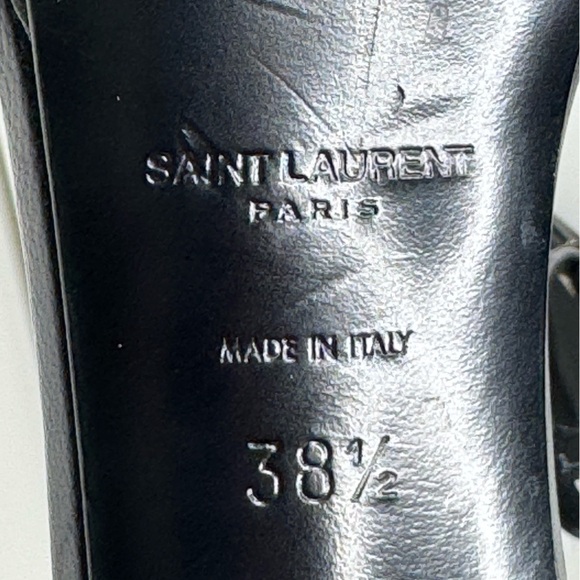 SAINT LAURENT
PARIS
MADE IN ITALY
38½